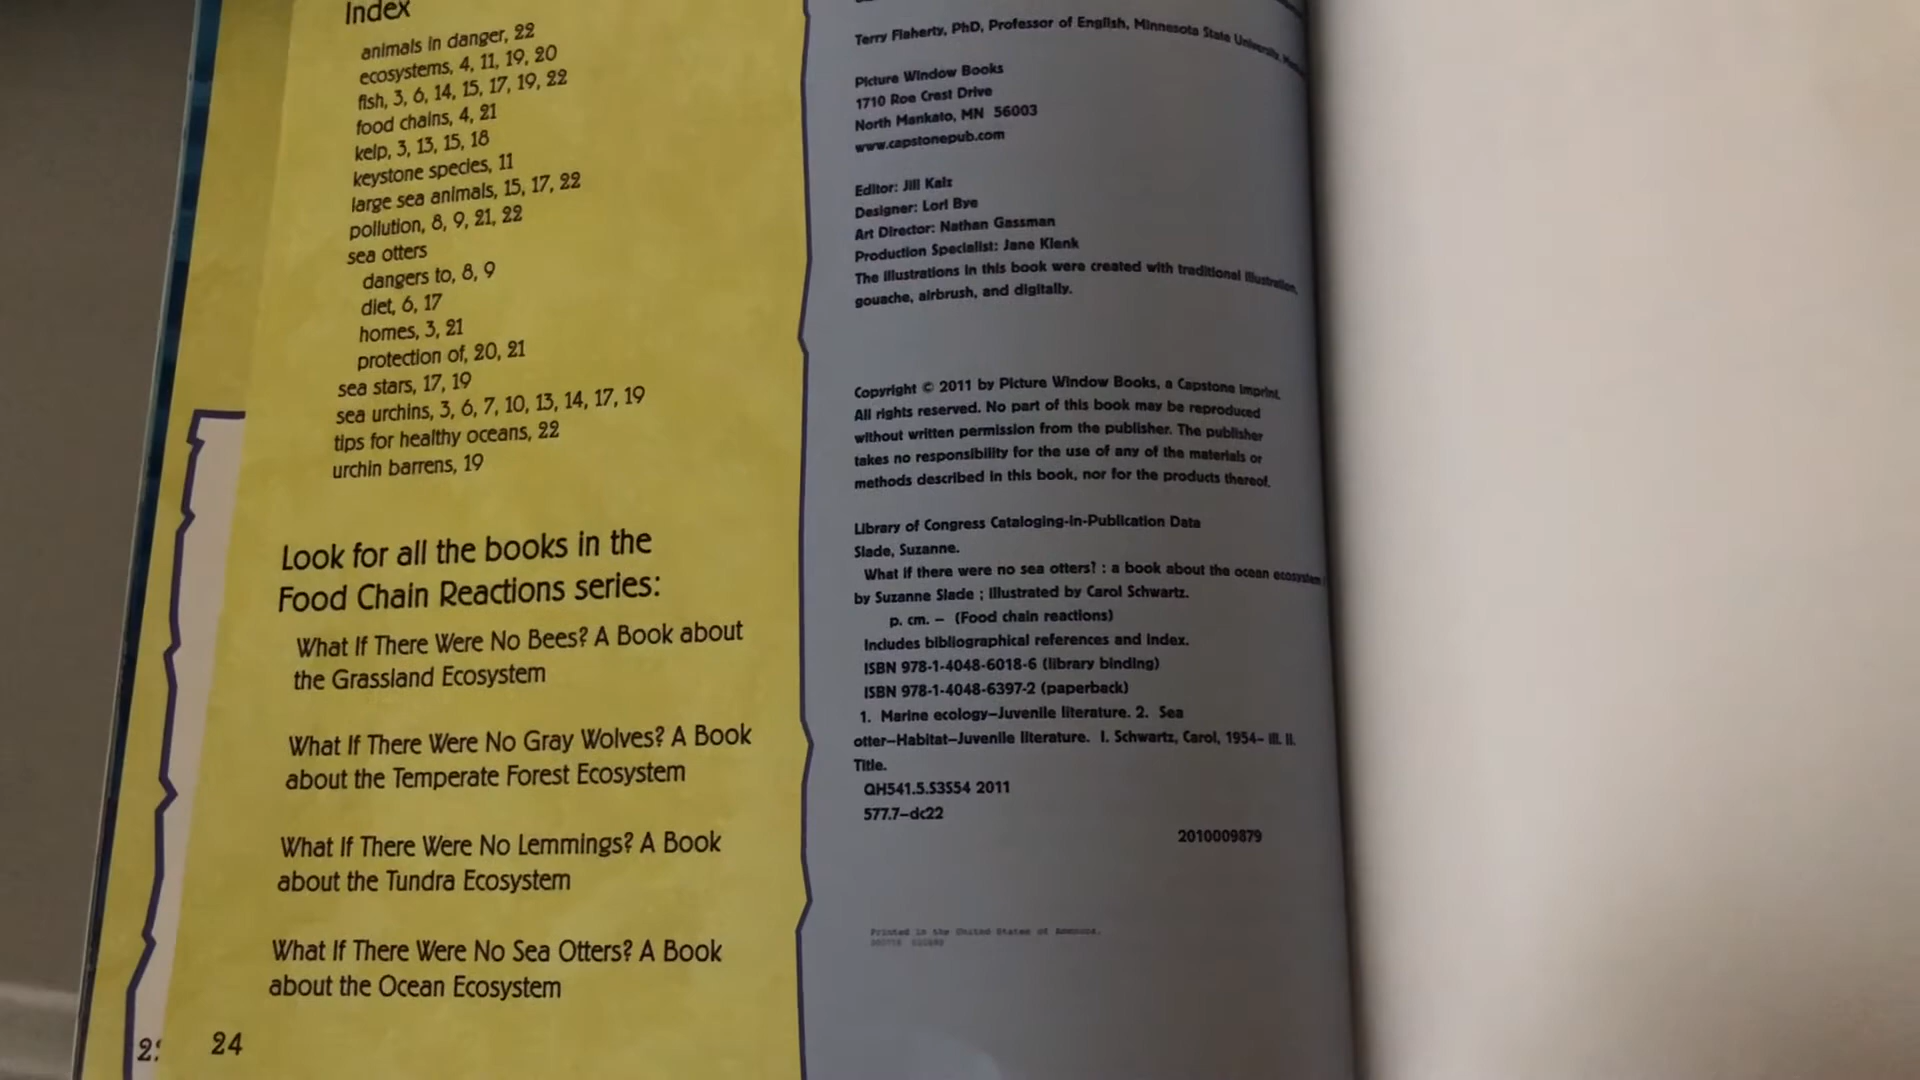 Index
animals in danger, 22
ecosystems, 4, 11, 19, 20
fish, 3, 6, 14, 15, 17, 19, 22
food chains, 4, 21
kelp, 3, 13, 15, 18
keystone species, 11
large sea animals, 15, 17, 22
pollution, 8, 9, 21, 22
sea otters
dangers to, 8, 9
diet, 6, 17
homes, 3, 21
protection of, 20, 21
sea stars, 17, 19
sea urchins, 3, 6, 7, 10, 13, 14, 17, 19
tips for healthy oceans, 22
urchin barrens, 19
Look for all the books in the
Food Chain Reactions series:
What If There Were No Bees? A Book about
the Grassland Ecosystem
What If There Were No Gray Wolves? A Book
about the Temperate Forest Ecosystem
What If There Were No Lemmings? A Book
about the Tundra Ecosystem
What If There Were No Sea Otters? A Book
about the Ocean Ecosystem
24
Terry Flaherty, PhD, Professor of English, Minnesota State University,
Picture Window Books
1710 Roe Crest Drive
North Mankato, MN 56003
www.capstonepub.com
Editor: Jill Kalz
Designer: Lori Bye
Art Director: Nathan Gassman
Production Specialist: Jane Klenk
The illustrations in this book were created with traditional illustration,
gouache, airbrush, and digitally.
Copyright © 2011 by Picture Window Books, a Capstone imprint.
All rights reserved. No part of this book may be reproduced
without written permission from the publisher. The publisher
takes no responsibility for the use of any of the materials or
methods described in this book, nor for the products thereof.
Library of Congress Cataloging-in-Publication Data
Slade, Suzanne.
What if there were no sea otters? : a book about the ocean ecosystem /
by Suzanne Slade ; illustrated by Carol Schwartz.
p. cm. – (Food chain reactions)
Includes bibliographical references and index.
ISBN 978-1-4048-6018-6 (library binding)
ISBN 978-1-4048-6397-2 (paperback)
1. Marine ecology–Juvenile literature. 2. Sea
otter–Habitat–Juvenile literature. I. Schwartz, Carol, 1954– ill. II.
Title.
QH541.5.S3S54 2011
577.7–dc22
2010009879
Printed in the United States of America.